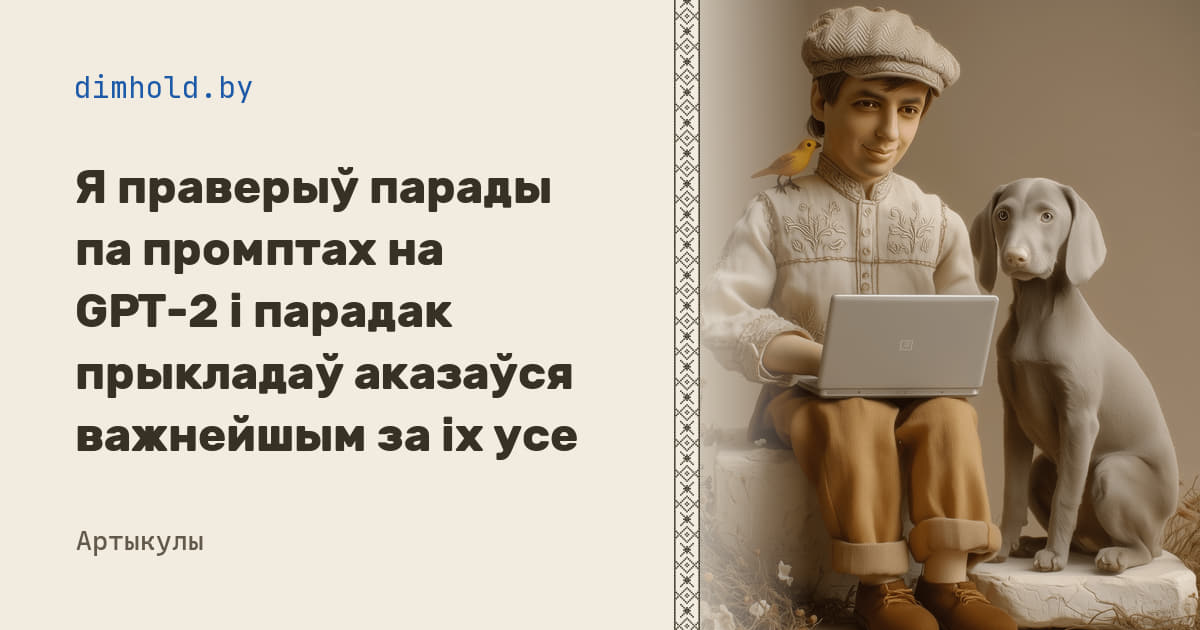 dimhold.by
Я праверыў парады
па промптах на
GPT-2 і парадак
прыкладаў аказаўся
важнейшым за іх усе
Артыкулы